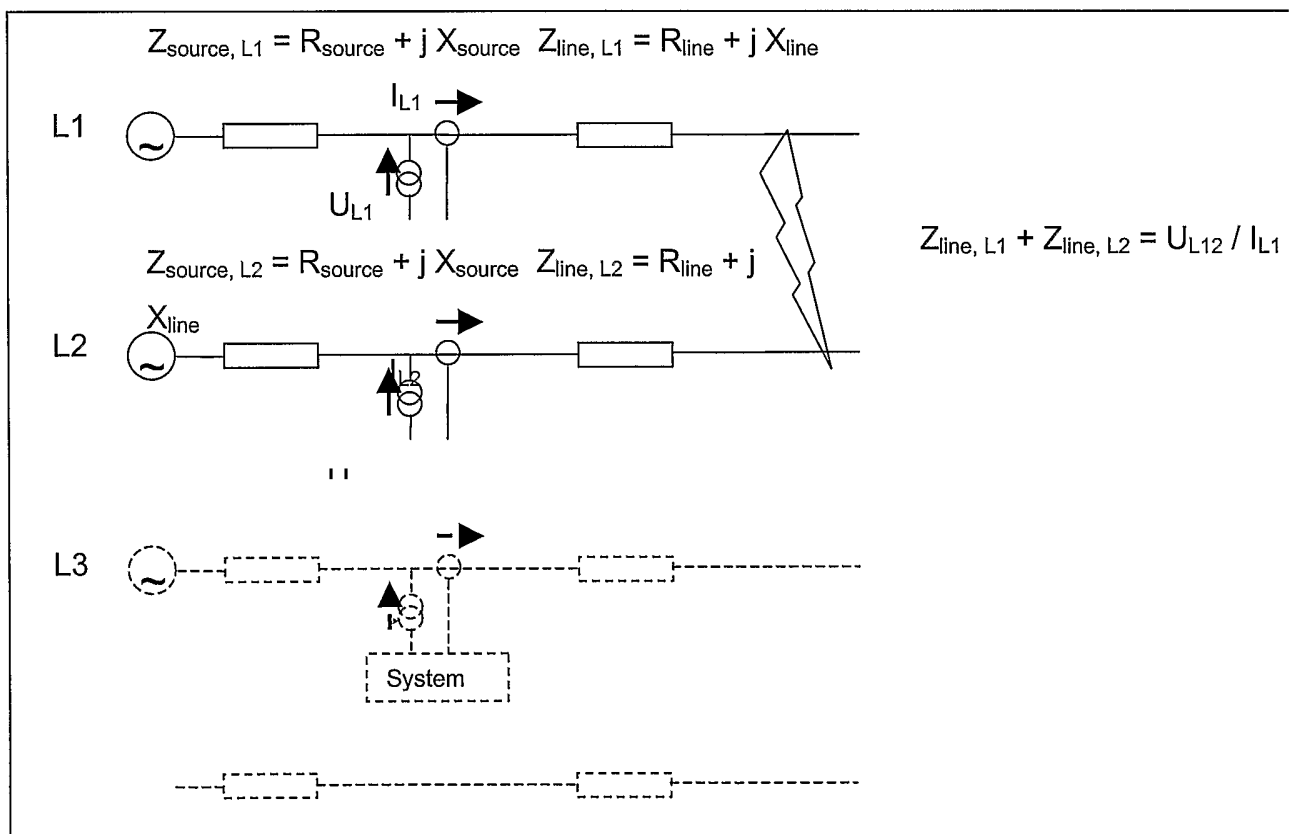 Z_source, L1 = R_source + j X_source Z_line, L1 = R_line + j X_line
I_L1
L1
~
U_L1
Z_line, L1 + Z_line, L2 = U_L12 / I_L1
Z_source, L2 = R_source + j X_source Z_line, L2 = R_line + j
X_line
L2
~
L2
L3
~
System